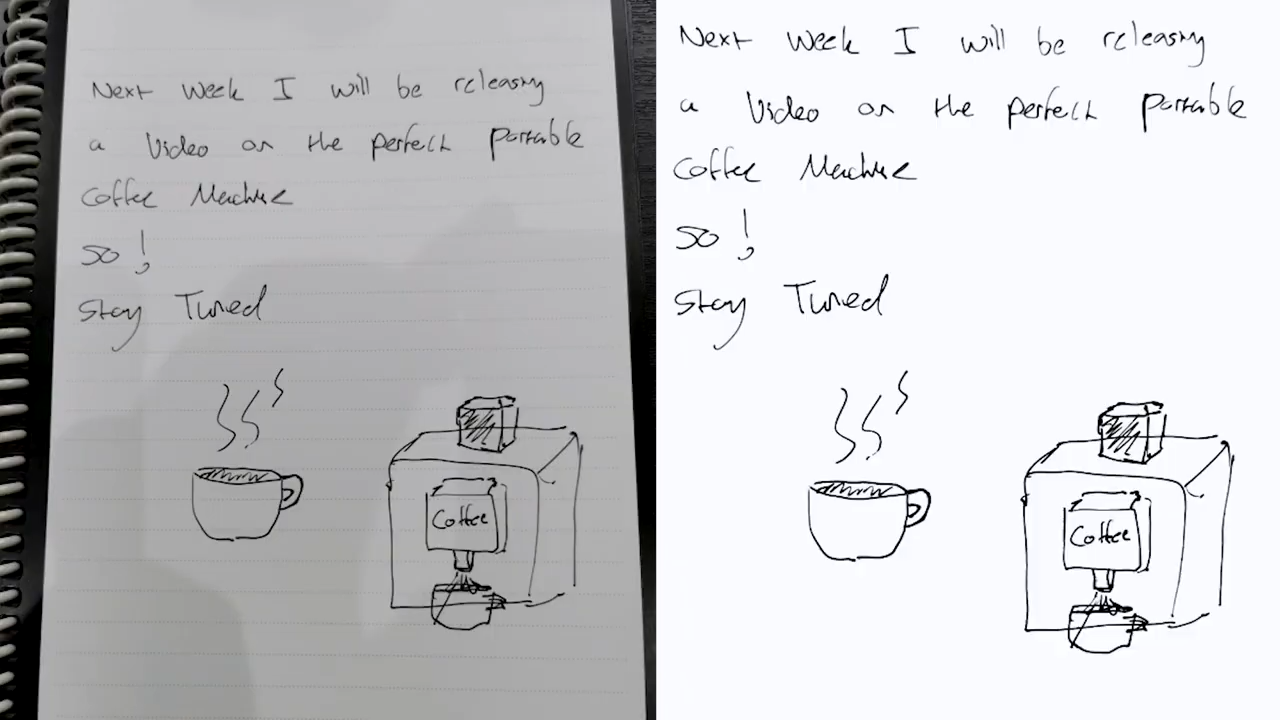 Next week I will be releasing
a video on the perfect portable
Coffee Machine
So!
Stay Tuned
Coffee
Next week I will be releasing
a video on the perfect portable
Coffee Machine
So!
Stay Tuned
Coffee